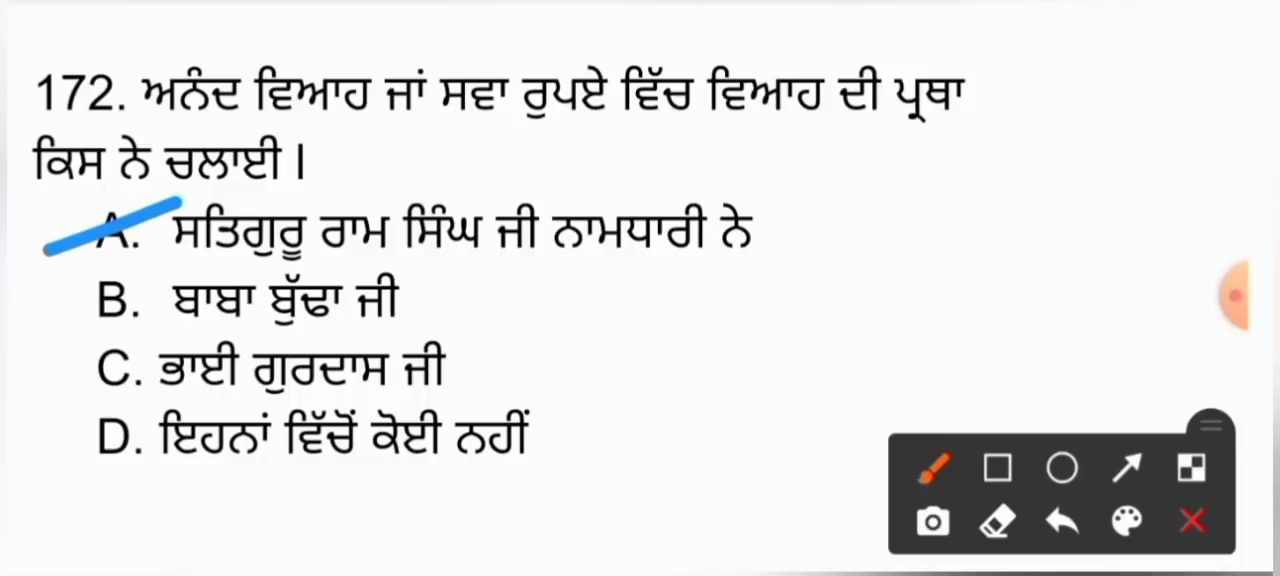 172. ਅਨੰਦ ਵਿਆਹ ਜਾਂ ਸਵਾ ਰੁਪਏ ਵਿੱਚ ਵਿਆਹ ਦੀ ਪ੍ਰਥਾ
ਕਿਸ ਨੇ ਚਲਾਈ।
A. ਸਤਿਗੁਰੂ ਰਾਮ ਸਿੰਘ ਜੀ ਨਾਮਧਾਰੀ ਨੇ
B. ਬਾਬਾ ਬੁੱਢਾ ਜੀ
C. ਭਾਈ ਗੁਰਦਾਸ ਜੀ
D. ਇਹਨਾਂ ਵਿੱਚੋਂ ਕੋਈ ਨਹੀਂ